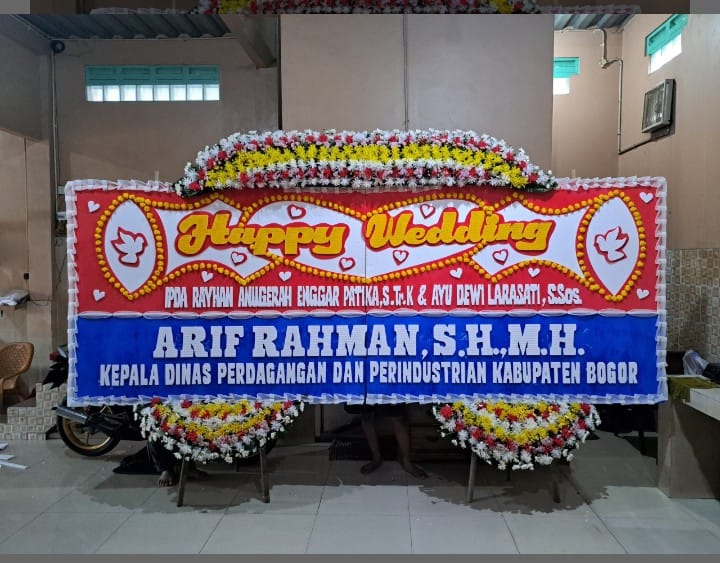 Happy Wedding
IPDA RAYHAN ANUGERAH ENGGAR PATIKA,S.Tr.K & AYU DEWI LARASATI,S.Sos.
ARIF RAHMAN, S.H.,M.H.
KEPALA DINAS PERDAGANGAN DAN PERINDUSTRIAN KABUPATEN BOGOR